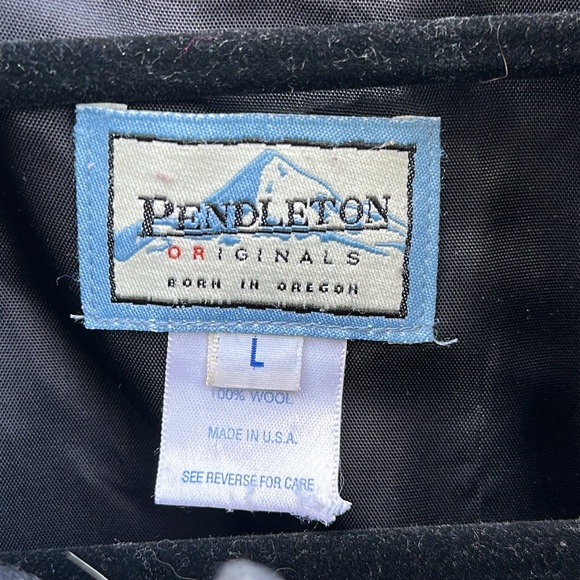 PENDLETON
ORIGINALS
BORN IN OREGON
L
100% WOOL
MADE IN U.S.A.
SEE REVERSE FOR CARE